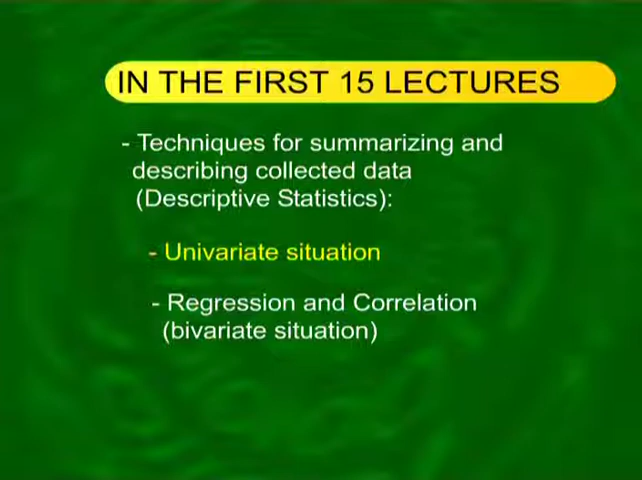 IN THE FIRST 15 LECTURES
- Techniques for summarizing and
describing collected data
(Descriptive Statistics):
- Univariate situation
- Regression and Correlation
(bivariate situation)